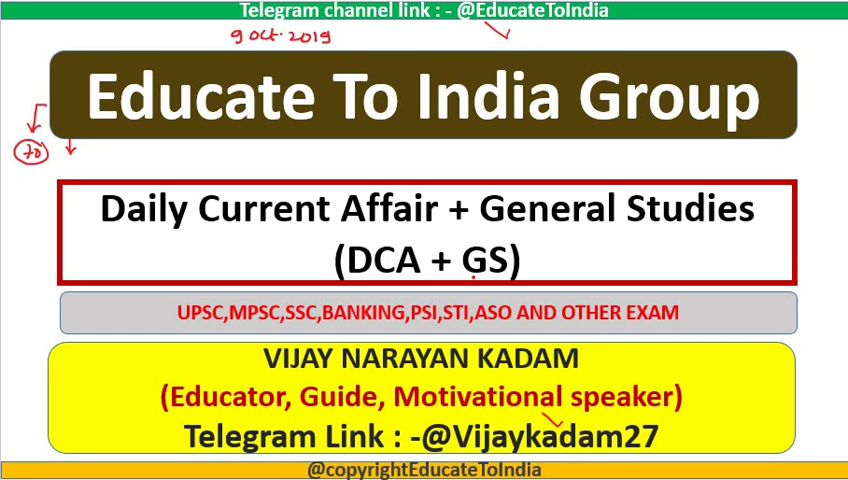 Telegram channel link : - @EducateToIndia
9 Oct. 2019
Educate To India Group
Daily Current Affair + General Studies
(DCA + GS)
UPSC,MPSC,SSC,BANKING,PSI,STI,ASO AND OTHER EXAM
VIJAY NARAYAN KADAM
(Educator, Guide, Motivational speaker)
Telegram Link : -@Vijaykadam27
@copyrightEducateToIndia